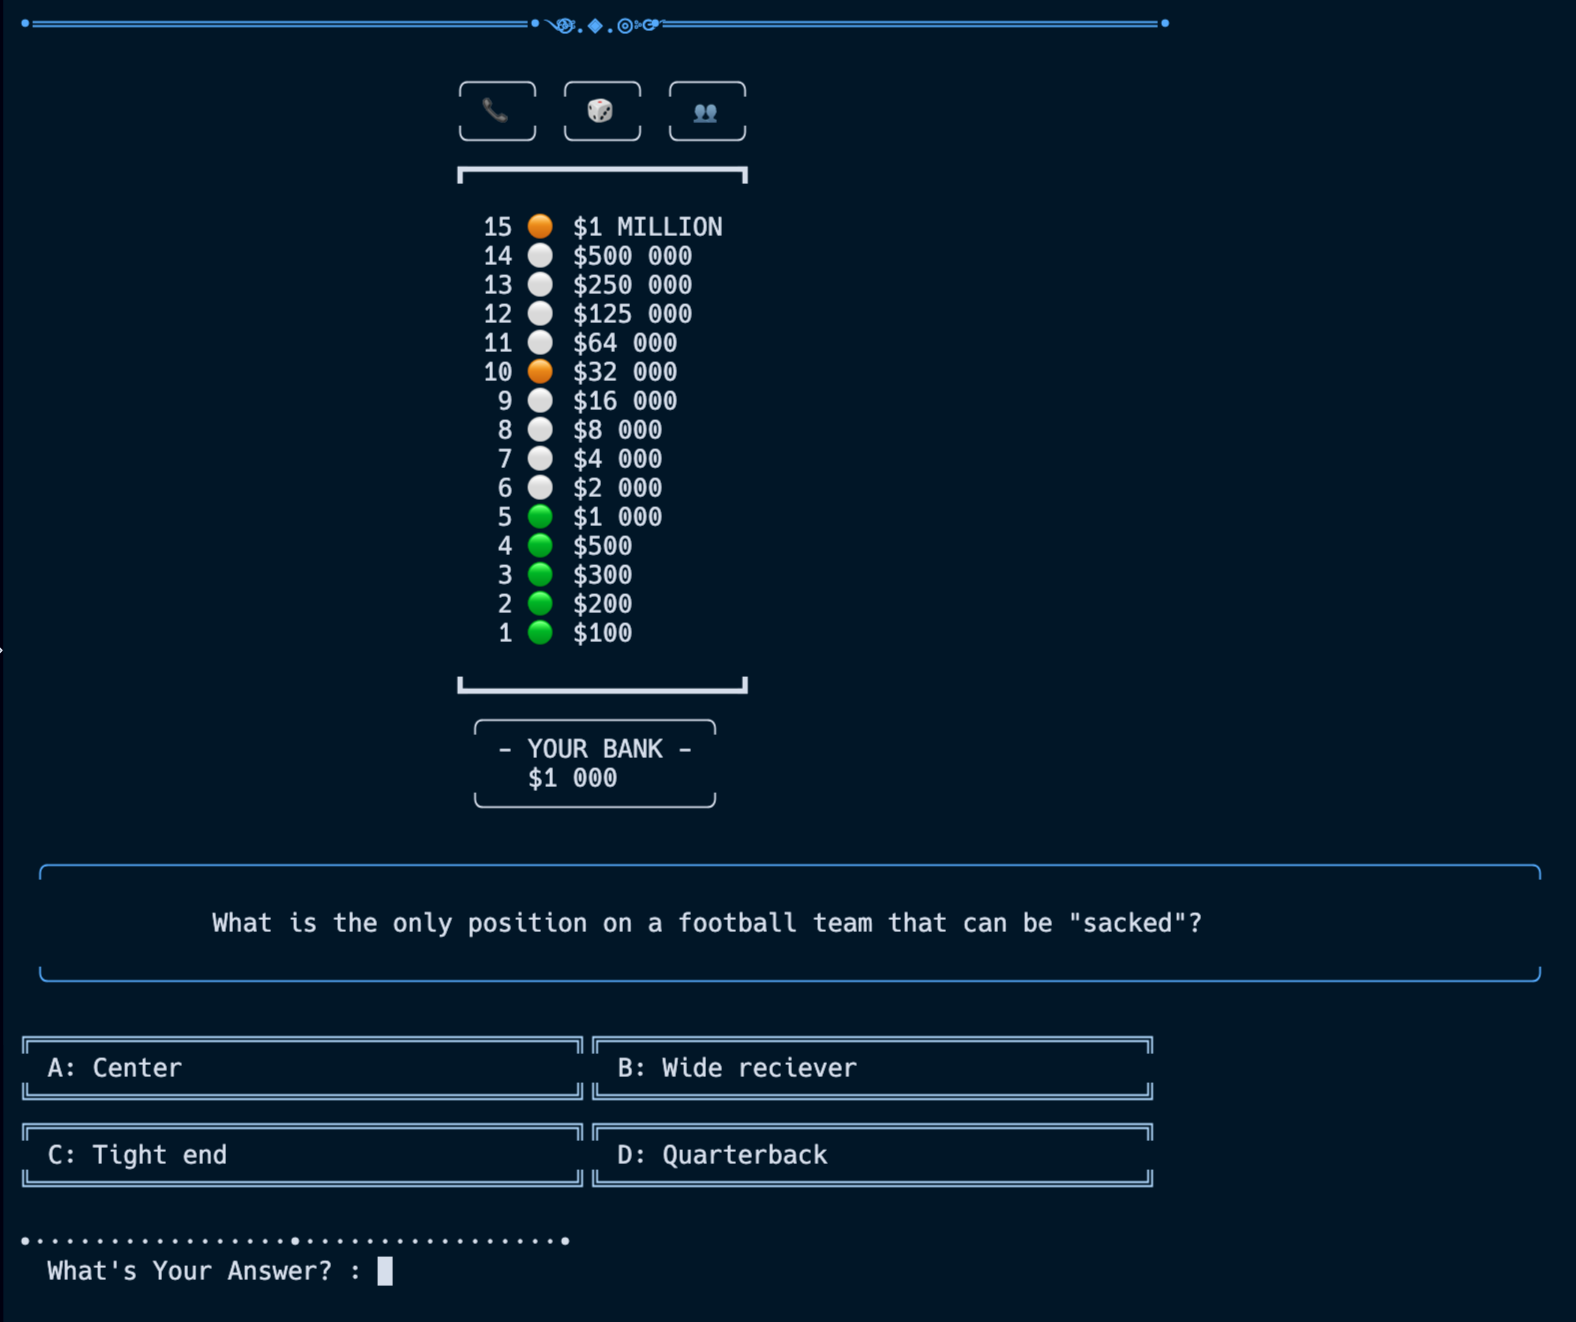 15 $1 MILLION
14 $500 000
13 $250 000
12 $125 000
11 $64 000
10 $32 000
9 $16 000
8 $8 000
7 $4 000
6 $2 000
5 $1 000
4 $500
3 $300
2 $200
1 $100
- YOUR BANK -
$1 000
What is the only position on a football team that can be "sacked"?
A: Center
B: Wide reciever
C: Tight end
D: Quarterback
What's Your Answer? :